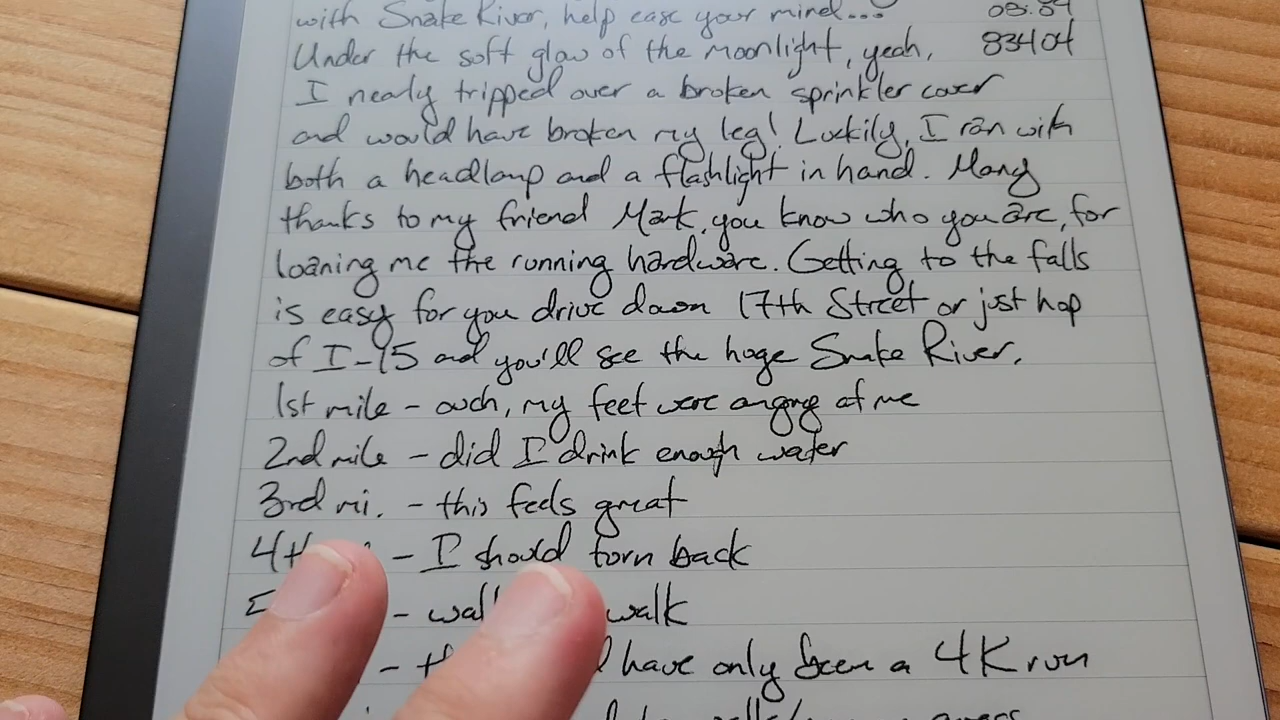 with Snake River, help ease your mind...
Under the soft glow of the moonlight, yeah, 83404
I nearly tripped over a broken sprinkler cover
and would have broken my leg! Luckily, I ran with
both a headlamp and a flashlight in hand. Many
thanks to my friend Mark, you know who you are, for
loaning me the running hardware. Getting to the falls
is easy for you drive down 17th Street or just hop
of I-15 and you'll see the huge Snake River.
1st mile - ouch, my feet were angry at me
2nd mile - did I drink enough water
3rd mi. - this feels great
4th - I should turn back
- walk
- have only been a 4K run